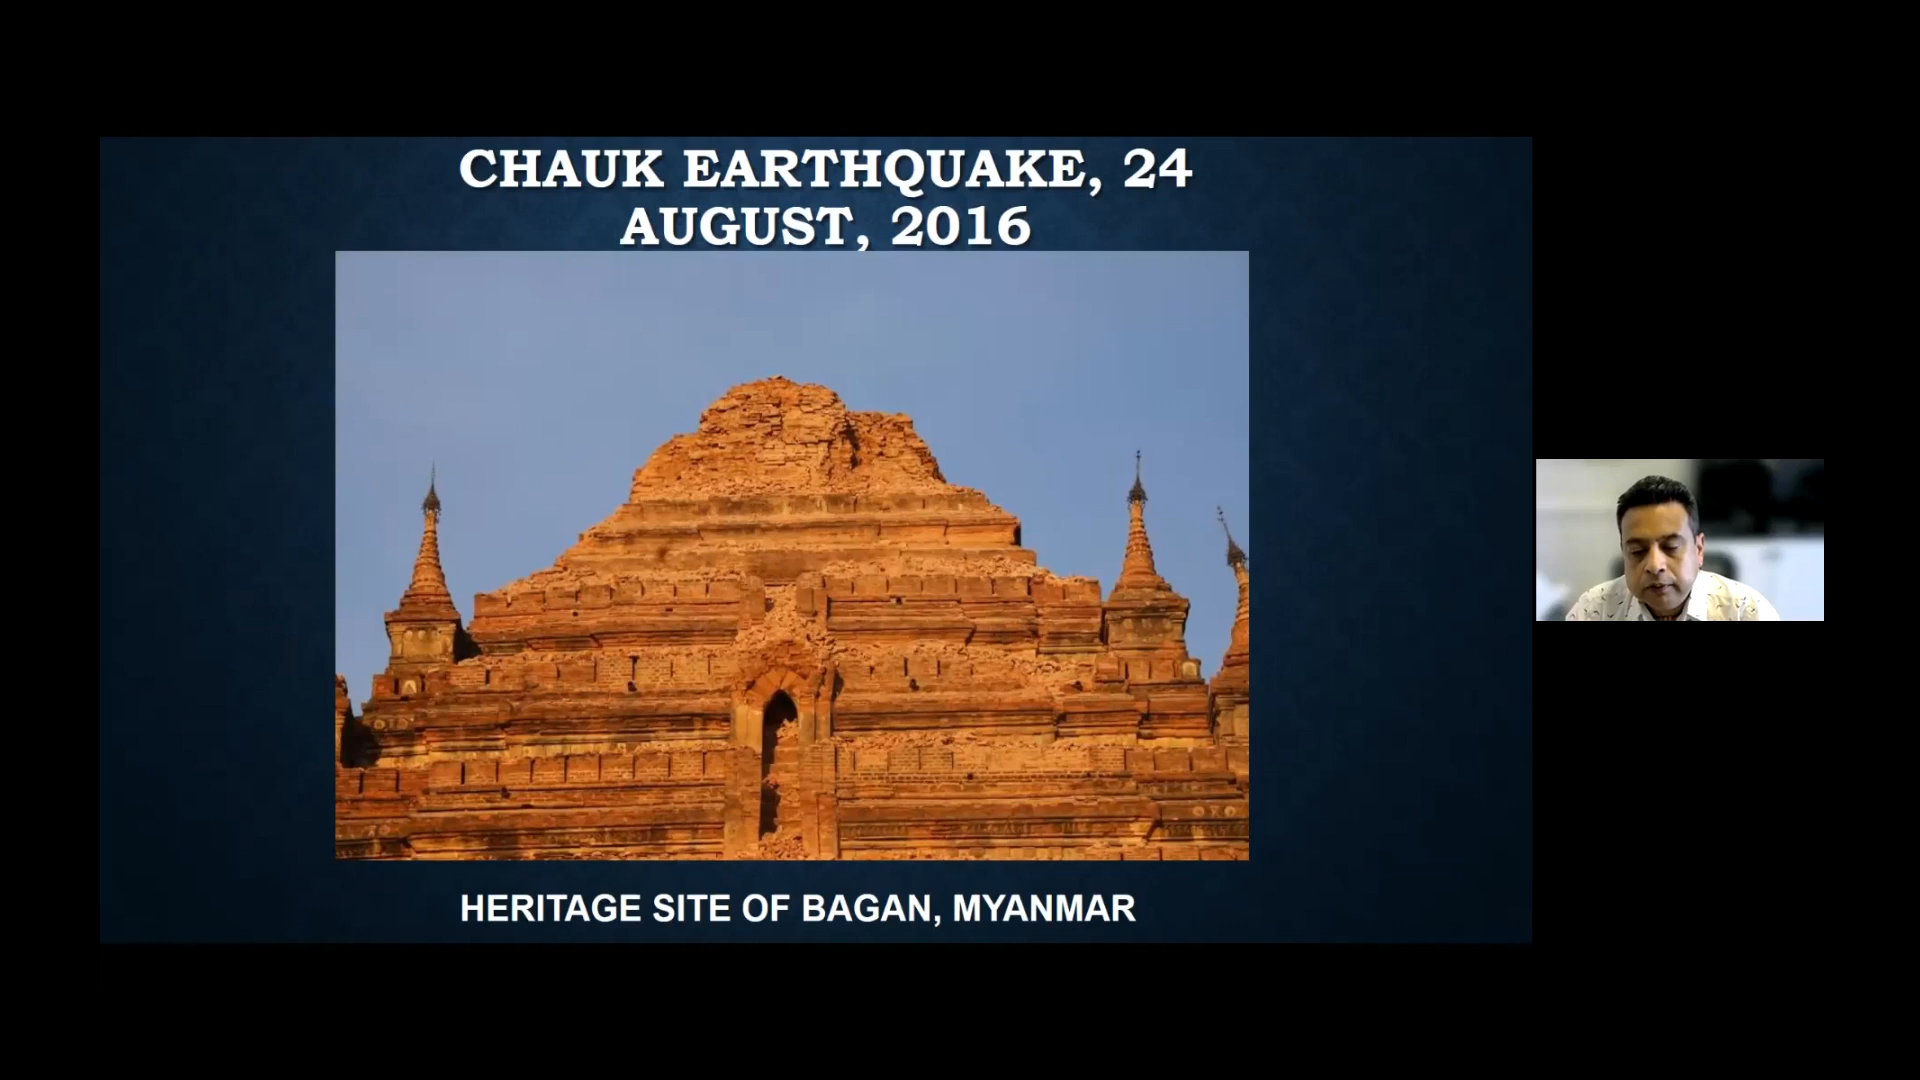 CHAUK EARTHQUAKE, 24
AUGUST, 2016
HERITAGE SITE OF BAGAN, MYANMAR